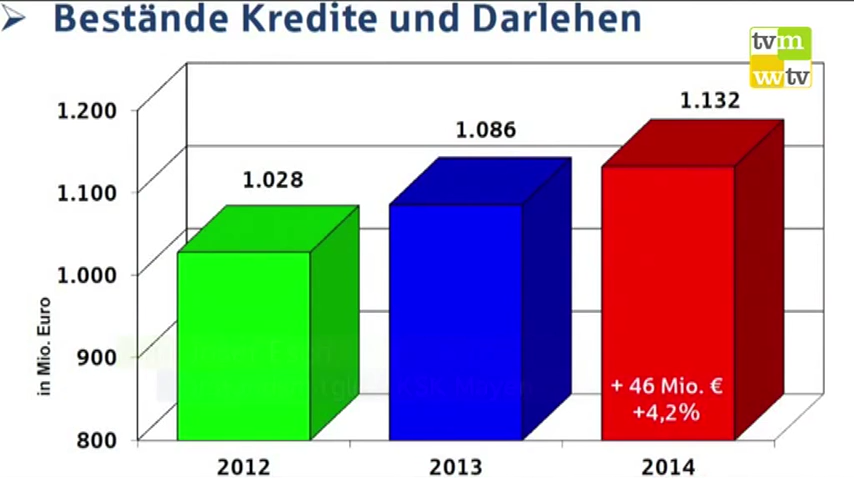 Bestände Kredite und Darlehen
tvm
wwtv
1.200
1.132
1.086
1.028
1.100
1.000
900
800
in Mio. Euro
+ 46 Mio. €
+4,2%
2012
2013
2014